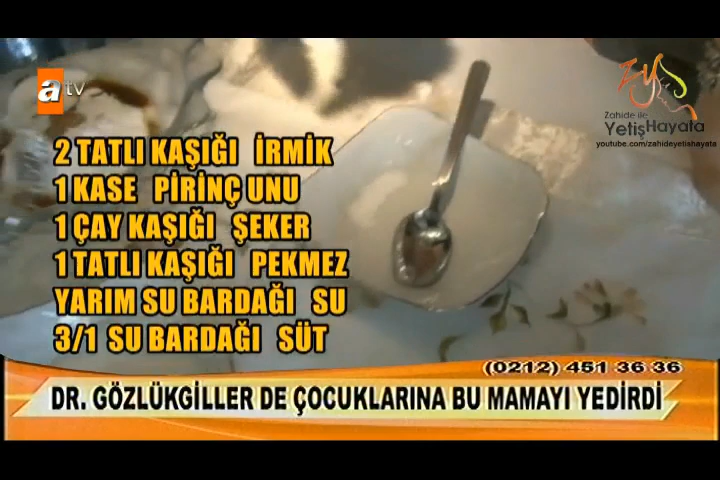 atv
ZYS
Zahide ile
YetişHayata
youtube.com/zahideyetishayata
2 TATLI KAŞIĞI İRMİK
1 KASE PİRİNÇ UNU
1 ÇAY KAŞIĞI ŞEKER
1 TATLI KAŞIĞI PEKMEZ
YARIM SU BARDAĞI SU
3/1 SU BARDAĞI SÜT
(0212) 451 36 36
DR. GÖZLÜKGİLLER DE ÇOCUKLARINA BU MAMAYI YEDİRDİ